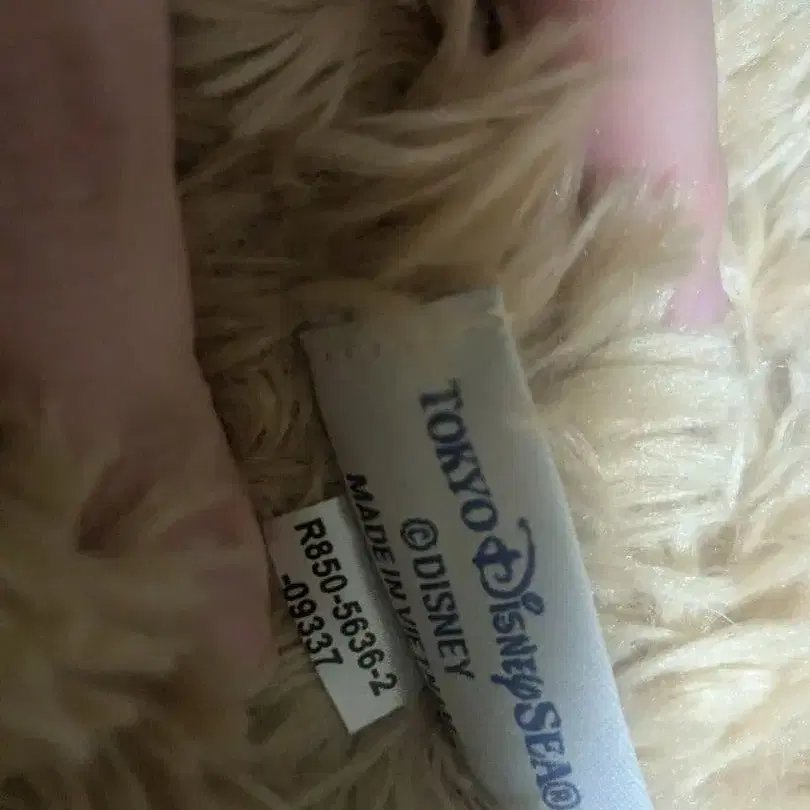 TOKYO DISNEYSEA®
©DISNEY
MADE IN VIETNAM
R850-5636-2
-09337